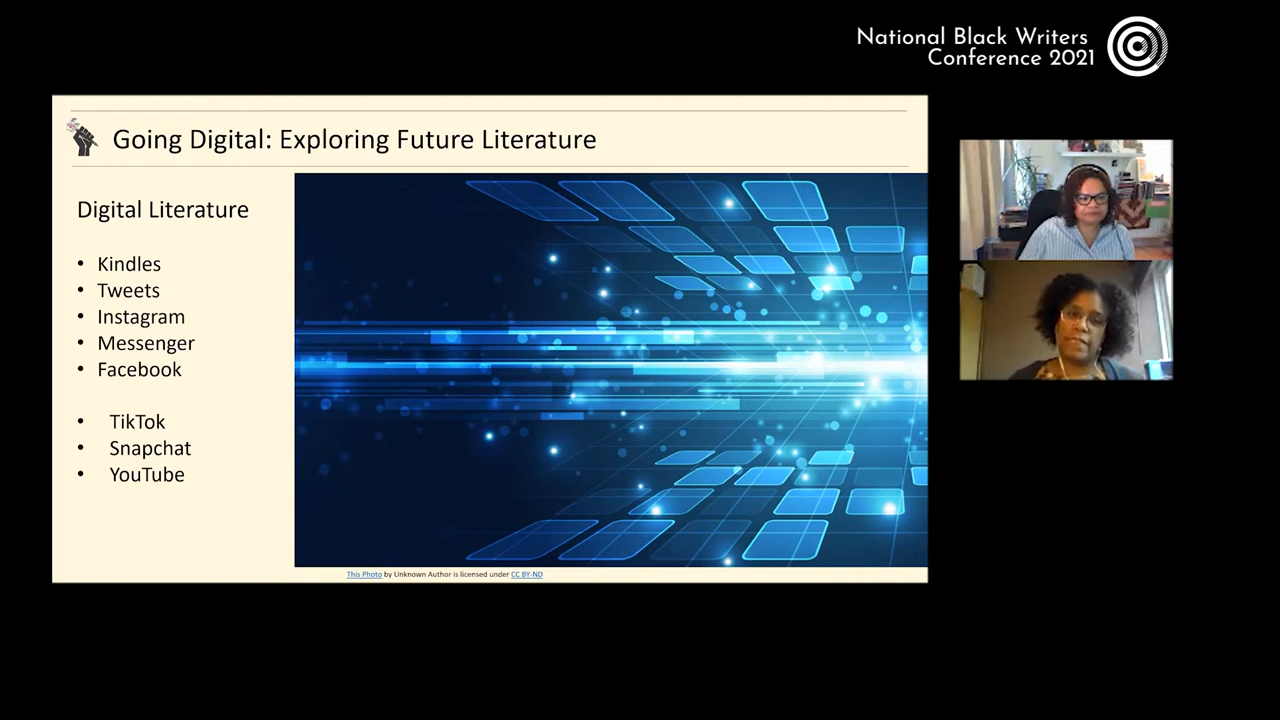 National Black Writers
Conference 2021
Going Digital: Exploring Future Literature
Digital Literature
• Kindles
• Tweets
• Instagram
• Messenger
• Facebook
• TikTok
• Snapchat
• YouTube
This Photo by Unknown Author is licensed under CC BY-ND